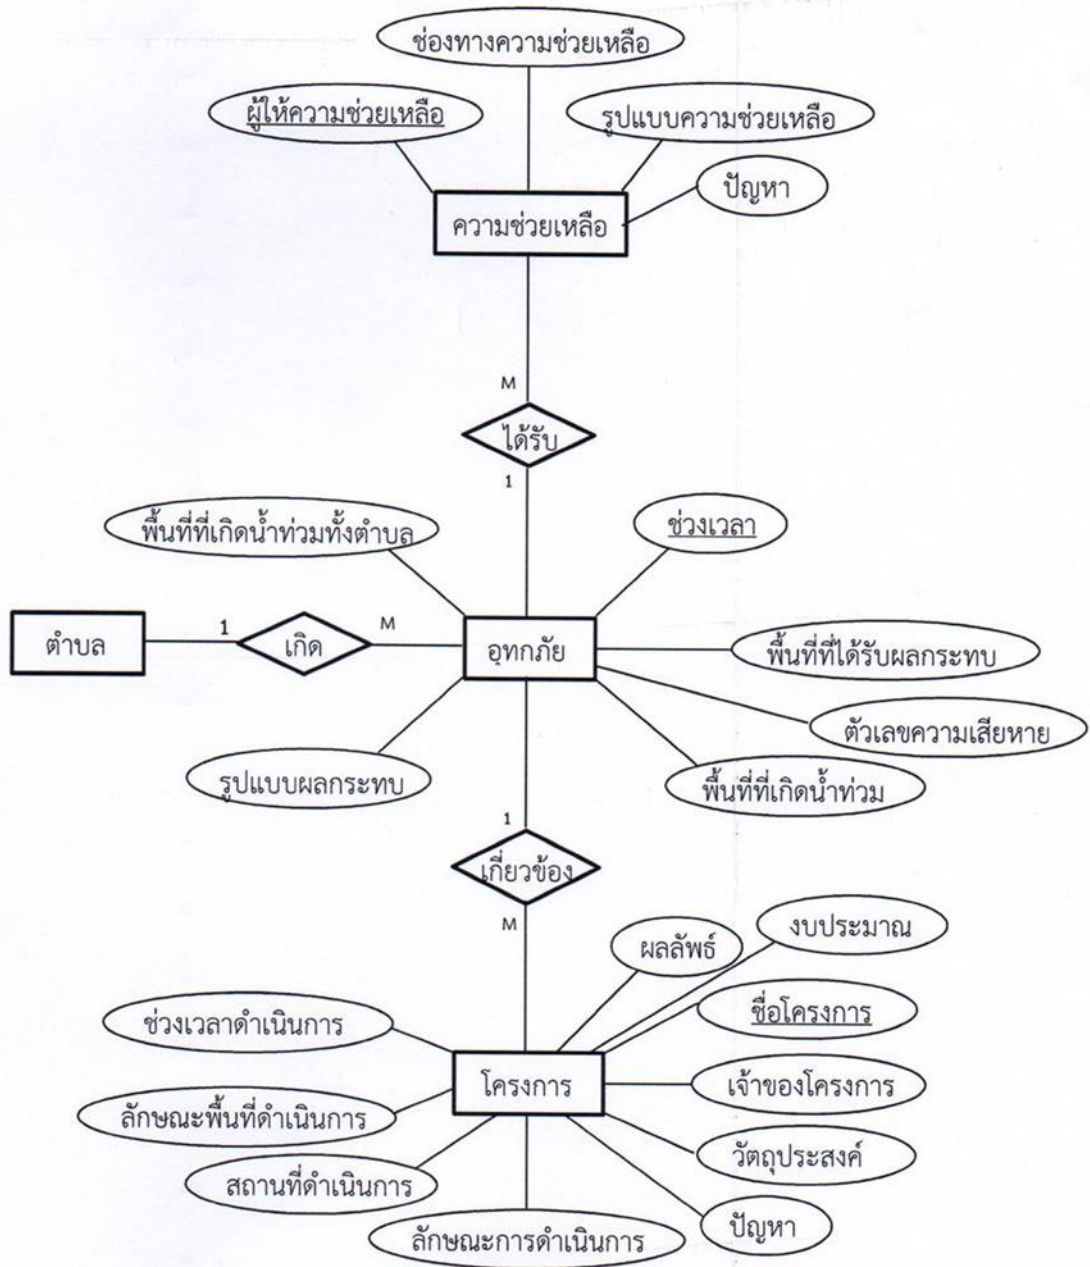 ช่องทางความช่วยเหลือ
ผู้ให้ความช่วยเหลือ
รูปแบบความช่วยเหลือ
ปัญหา
ความช่วยเหลือ
M
ได้รับ
1
พื้นที่ที่เกิดน้ำท่วมทั้งตำบล
ช่วงเวลา
ตำบล
1
เกิด
M
อุทกภัย
พื้นที่ที่ได้รับผลกระทบ
ตัวเลขความเสียหาย
รูปแบบผลกระทบ
พื้นที่ที่เกิดน้ำท่วม
1
เกี่ยวข้อง
M
ผลลัพธ์
งบประมาณ
ช่วงเวลาดำเนินการ
ชื่อโครงการ
โครงการ
เจ้าของโครงการ
ลักษณะพื้นที่ดำเนินการ
วัตถุประสงค์
สถานที่ดำเนินการ
ปัญหา
ลักษณะการดำเนินการ